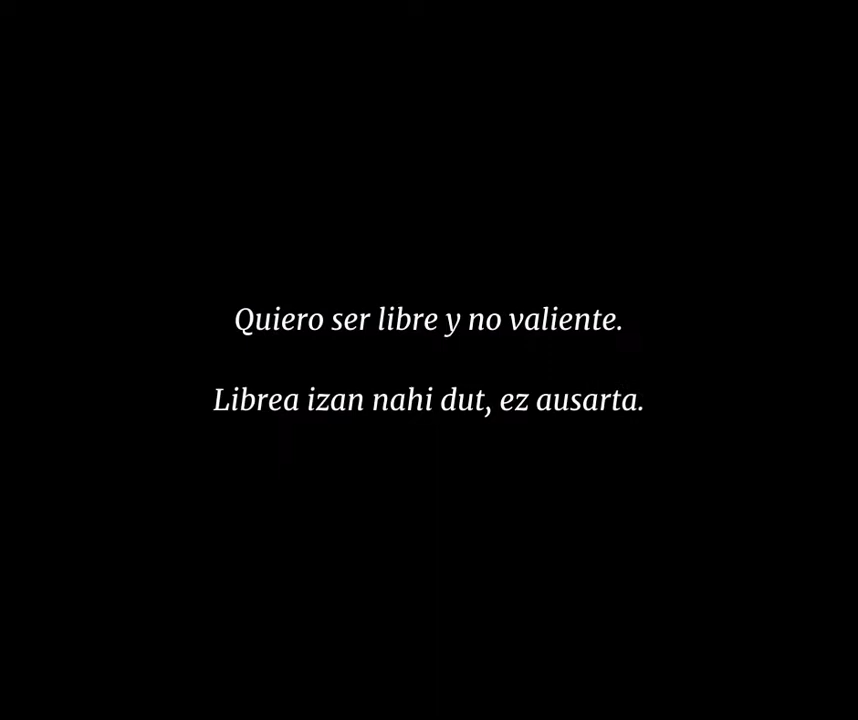 Quiero ser libre y no valiente.
Librea izan nahi dut, ez ausarta.